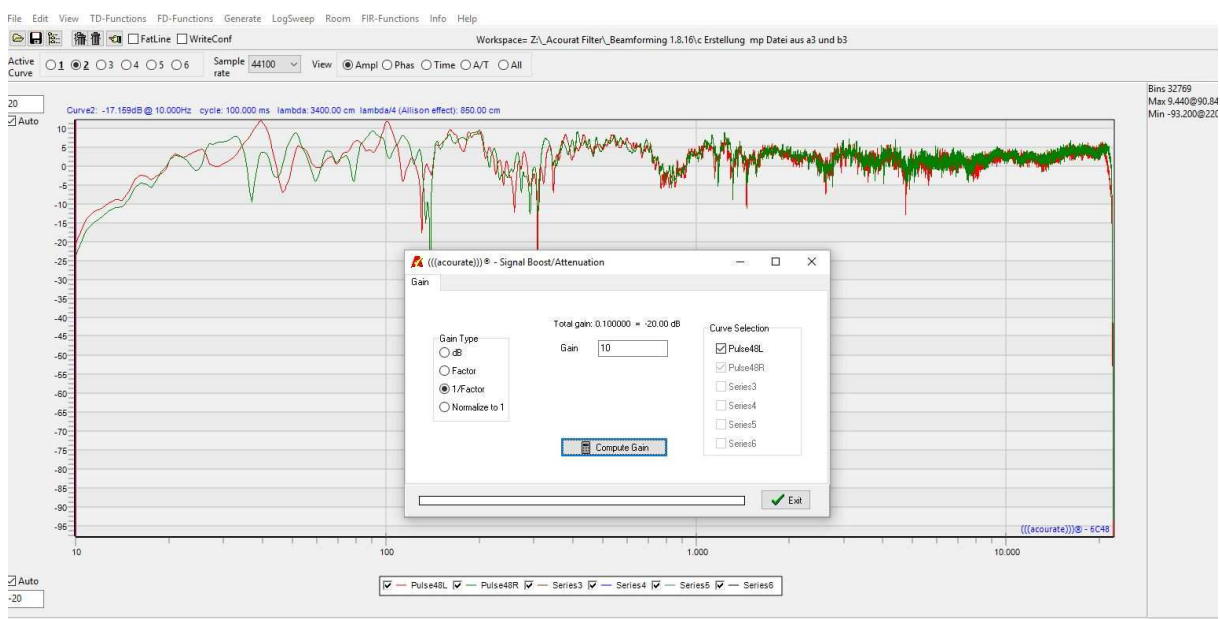 File Edit View TD-Functions FD-Functions Generate LogSweep Room FIR-Functions Info Help
FatLine WriteConf Workspace= Z:\_Acourat Filter\_Beamforming 1.8.16\c Erstellung mp Datei aus a3 und b3
Active Curve 1 2 3 4 5 6 Sample rate 44100 View Ampl Phas Time A/T All
Bins 32769
Max 9.440@90.84
Min -93.200@220
20
Auto
Curve2: -17.159dB @ 10.000Hz cycle: 100.000 ms lambda: 3400.00 cm lambda/4 (Allison effect): 850.00 cm
10
5
0
-5
-10
-15
-20
-25
-30
-35
-40
-45
-50
-55
-60
-65
-70
-75
-80
-85
-90
-95
(((acourate)))® - Signal Boost/Attenuation
Gain
Total gain: 0.100000 = -20.00 dB
Gain 10
Gain Type
dB
Factor
1/Factor
Normalize to 1
Curve Selection
Pulse48L
Pulse48R
Series3
Series4
Series5
Series6
Compute Gain
Exit
(((acourate)))® - 6C48
10 100 1.000 10.000
Auto
-20
Pulse48L Pulse48R Series3 Series4 Series5 Series6